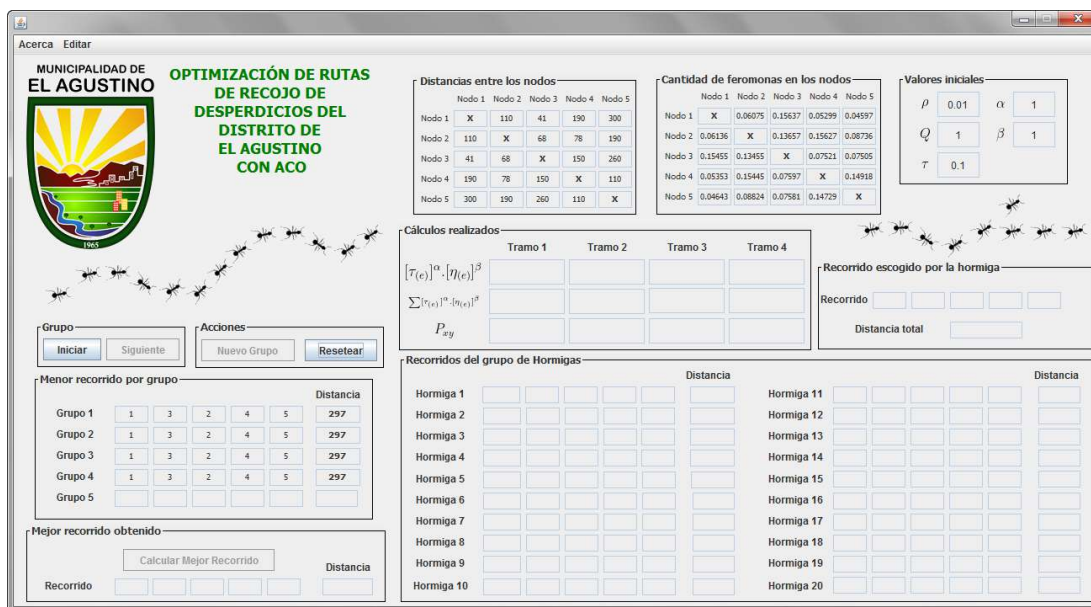 Acerca Editar
MUNICIPALIDAD DE
EL AGUSTINO
1965
OPTIMIZACIÓN DE RUTAS
DE RECOJO DE
DESPERDICIOS DEL
DISTRITO DE
EL AGUSTINO
CON ACO
Distancias entre los nodos
Nodo 1 Nodo 2 Nodo 3 Nodo 4 Nodo 5
Nodo 1 X 110 41 190 300
Nodo 2 110 X 68 78 190
Nodo 3 41 68 X 150 260
Nodo 4 190 78 150 X 110
Nodo 5 300 190 260 110 X
Cantidad de feromonas en los nodos
Nodo 1 Nodo 2 Nodo 3 Nodo 4 Nodo 5
Nodo 1 X 0.06075 0.15637 0.05299 0.04597
Nodo 2 0.06136 X 0.13657 0.15627 0.08736
Nodo 3 0.15455 0.13455 X 0.07521 0.07505
Nodo 4 0.05353 0.15445 0.07597 X 0.14918
Nodo 5 0.04643 0.08824 0.07581 0.14729 X
Valores iniciales
ρ 0.01 α 1
Q 1 β 1
τ 0.1
Cálculos realizados
Tramo 1 Tramo 2 Tramo 3 Tramo 4
[τ(e)]^α.[η(e)]^β
∑[τ(e)]^α.[η(e)]^β
P_xy
Recorrido escogido por la hormiga
Recorrido
Distancia total
Grupo
Iniciar Siguiente
Acciones
Nuevo Grupo Resetear
Menor recorrido por grupo
Distancia
Grupo 1 1 3 2 4 5 297
Grupo 2 1 3 2 4 5 297
Grupo 3 1 3 2 4 5 297
Grupo 4 1 3 2 4 5 297
Grupo 5
Mejor recorrido obtenido
Calcular Mejor Recorrido
Distancia
Recorrido
Recorridos del grupo de Hormigas
Distancia Distancia
Hormiga 1 Hormiga 11
Hormiga 2 Hormiga 12
Hormiga 3 Hormiga 13
Hormiga 4 Hormiga 14
Hormiga 5 Hormiga 15
Hormiga 6 Hormiga 16
Hormiga 7 Hormiga 17
Hormiga 8 Hormiga 18
Hormiga 9 Hormiga 19
Hormiga 10 Hormiga 20